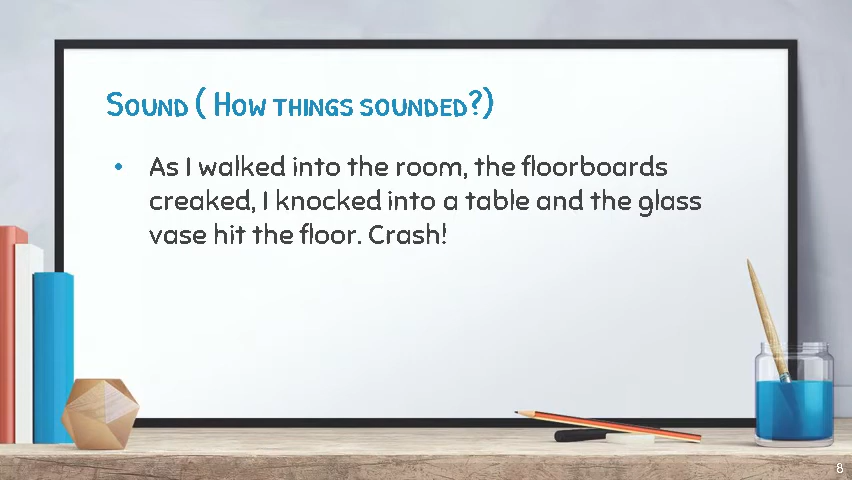 Sound ( How things sounded?)
• As I walked into the room, the floorboards
creaked, I knocked into a table and the glass
vase hit the floor. Crash!
8